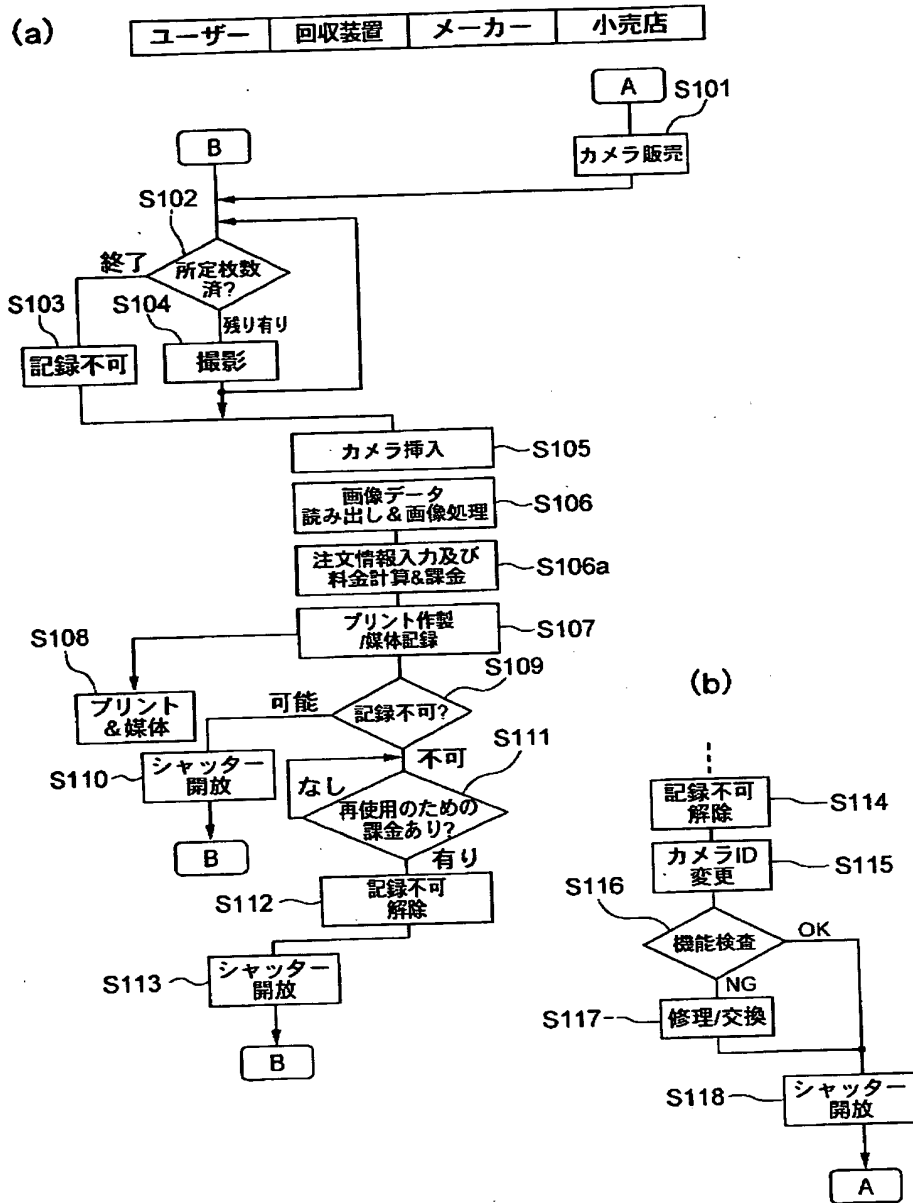 (a)
ユーザー 回収装置 メーカー 小売店
A
S101
カメラ販売
B
S102
終了
所定枚数
済?
S103
S104
残り有り
記録不可
撮影
カメラ挿入
S105
画像データ
読み出し&画像処理
S106
注文情報入力及び
料金計算&課金
S106a
プリント作製
/媒体記録
S107
S108
プリント
&媒体
S109
可能
記録不可?
S110
シャッター
開放
B
不可
S111
なし
再使用のための
課金あり?
有り
S112
記録不可
解除
S113
シャッター
開放
B
(b)
記録不可
解除
S114
カメラID
変更
S115
S116
機能検査
OK
NG
S117
修理/交換
S118
シャッター
開放
A